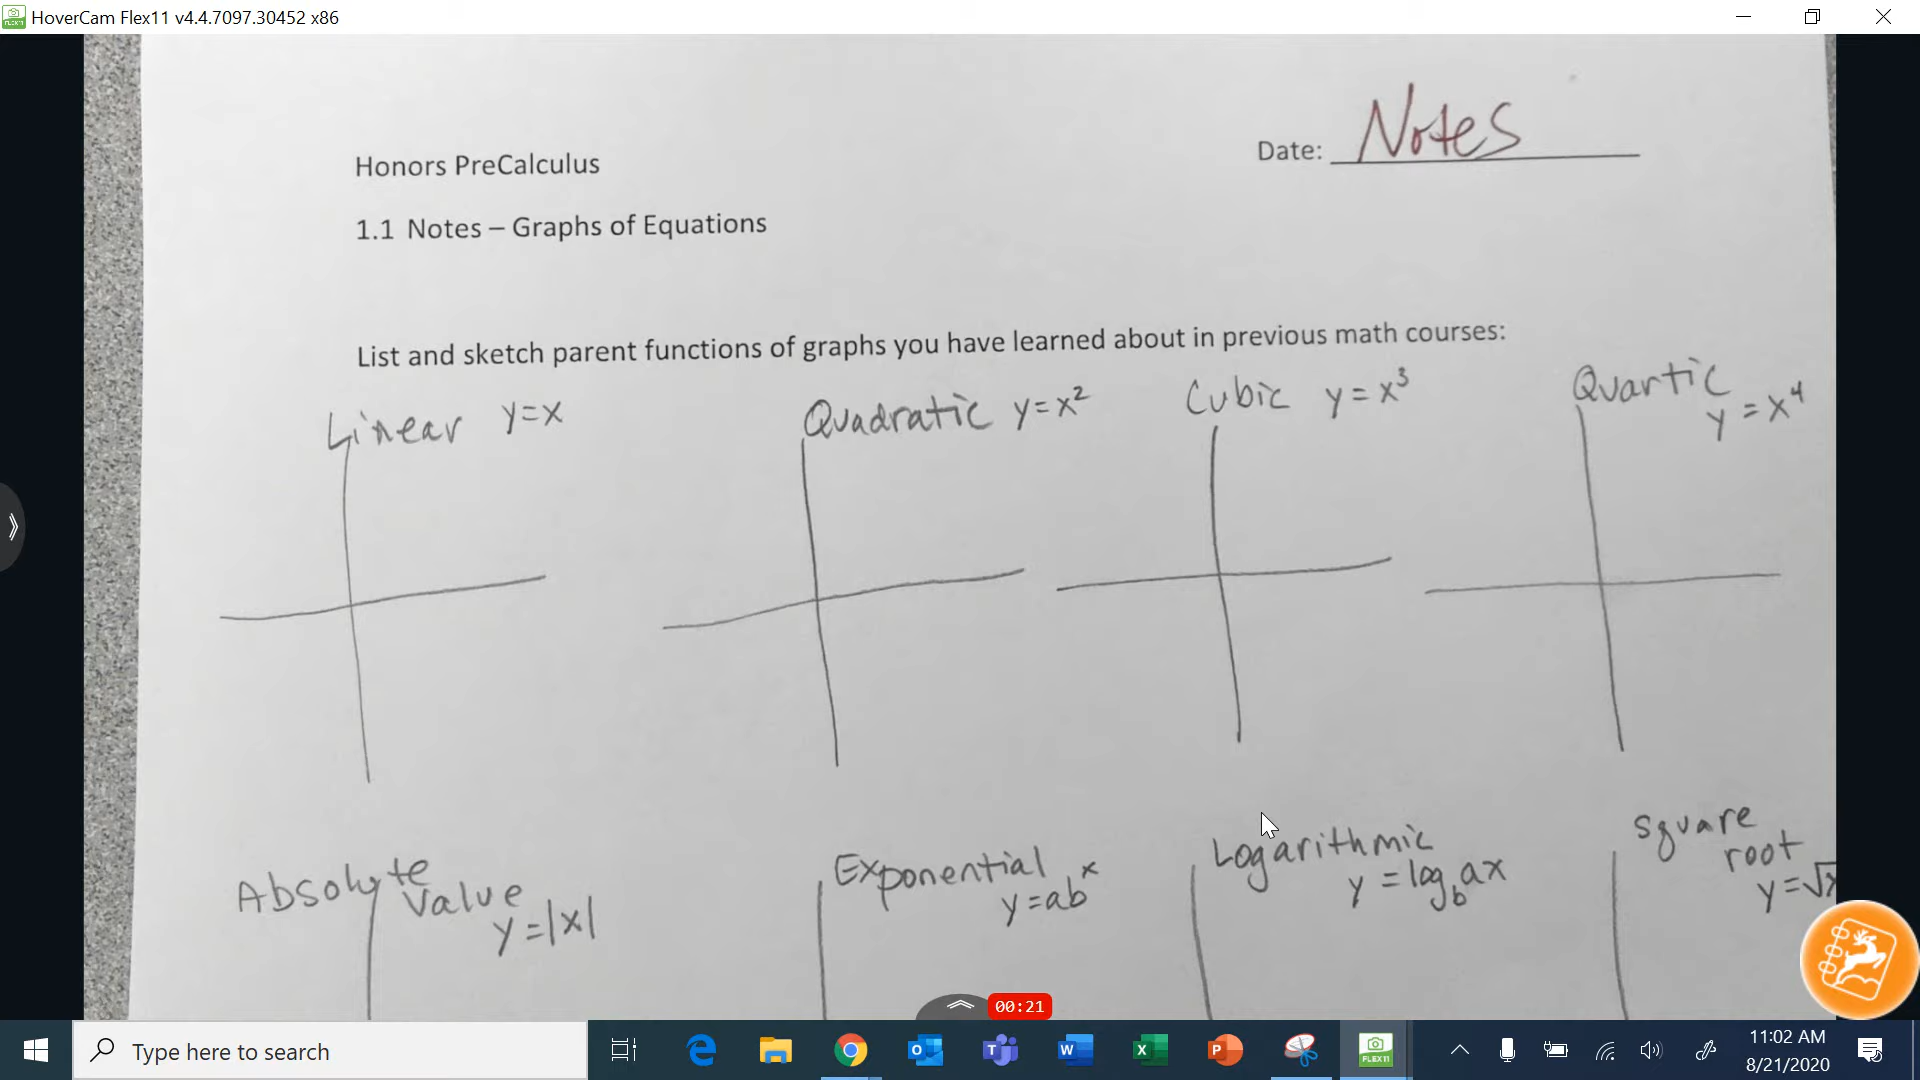 HoverCam Flex11 v4.4.7097.30452 x86
Date: Notes
Honors PreCalculus
1.1 Notes – Graphs of Equations
List and sketch parent functions of graphs you have learned about in previous math courses:
Linear y=x
Quadratic y=x²
Cubic y=x³
Quartic
y=x⁴
Absolute
Value
y=|x|
Exponential
y=abˣ
Logarithmic
y=log_b ax
square
root
y=√x
00:21
Type here to search
FLEX11
11:02 AM
8/21/2020